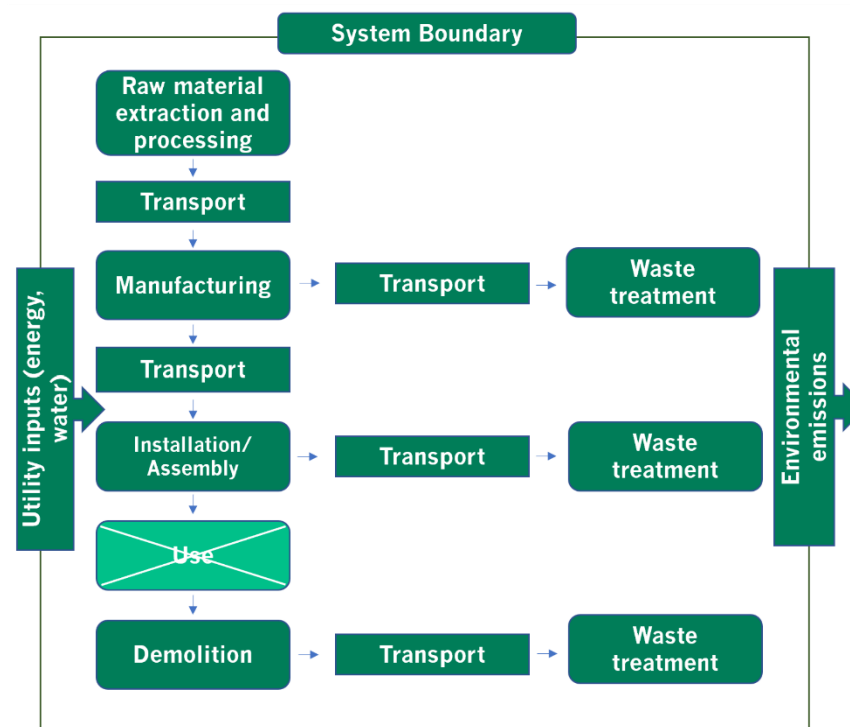 System Boundary
Raw material
extraction and
processing
Transport
Manufacturing
Transport
Waste
treatment
Transport
Installation/
Assembly
Transport
Waste
treatment
Use
Demolition
Transport
Waste
treatment
Utility inputs (energy,
water)
Environmental
emissions